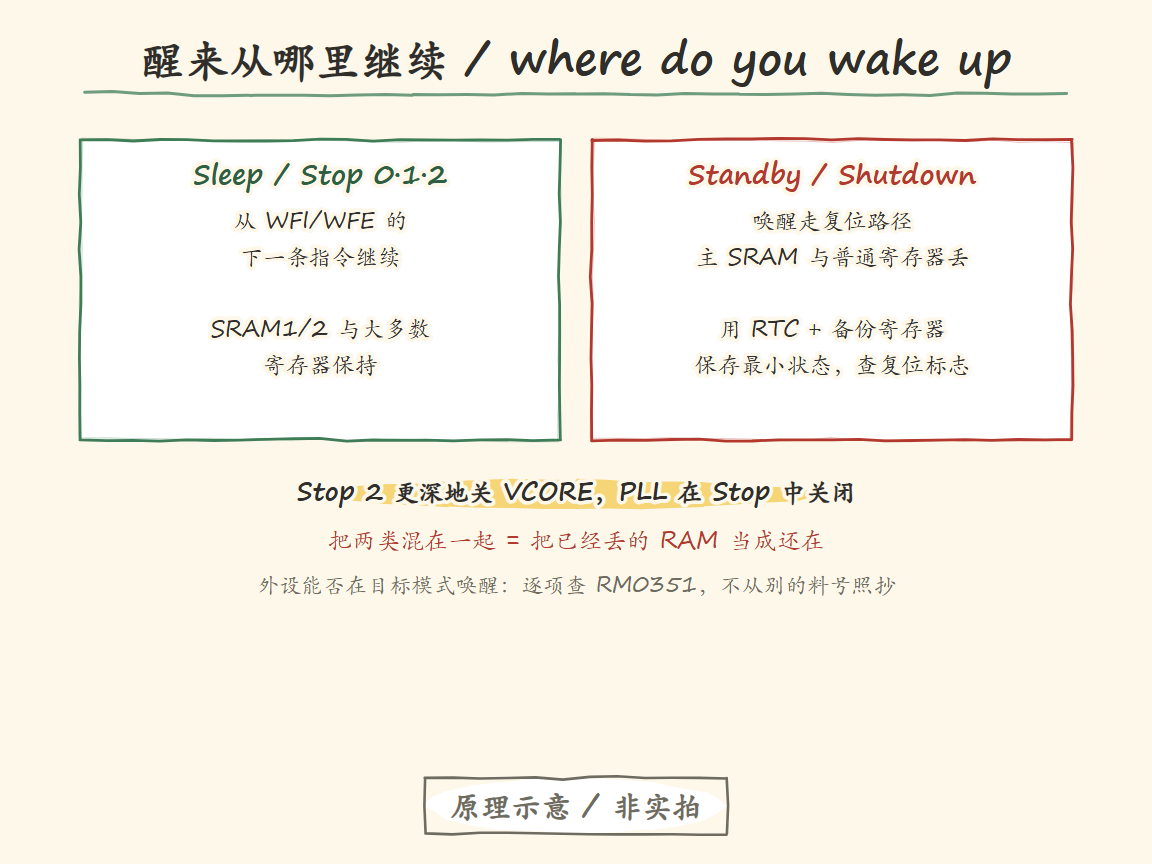 醒来从哪里继续 / where do you wake up
Sleep / Stop 0·1·2
从 WFI/WFE 的
下一条指令继续
SRAM1/2 与大多数
寄存器保持
Standby / Shutdown
唤醒走复位路径
主 SRAM 与普通寄存器丢
用 RTC + 备份寄存器
保存最小状态，查复位标志
Stop 2 更深地关 VCORE，PLL 在 Stop 中关闭
把两类混在一起 = 把已经丢的 RAM 当成还在
外设能否在目标模式唤醒：逐项查 RM0351，不从别的料号照抄
原理示意 / 非实拍